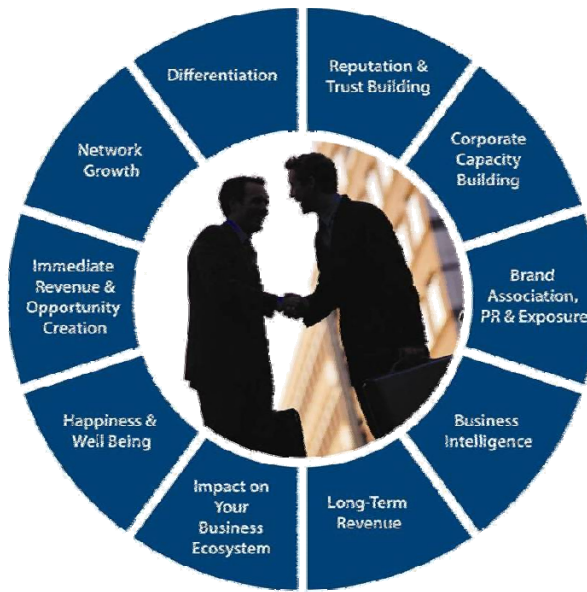 Differentiation
Reputation &
Trust Building
Corporate
Capacity
Building
Brand
Association,
PR & Exposure
Business
Intelligence
Long-Term
Revenue
Impact on
Your
Business
Ecosystem
Happiness &
Well Being
Immediate
Revenue &
Opportunity
Creation
Network
Growth